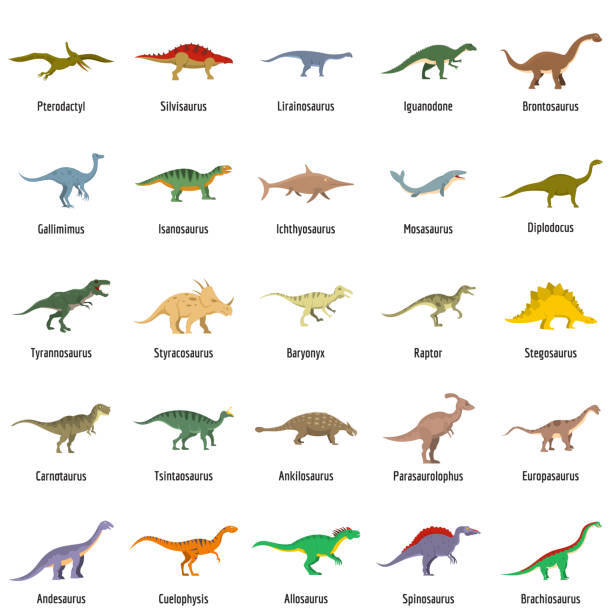 Pterodactyl Silvisaurus Lirainosaurus Iguanodone Brontosaurus
Gallimimus Isanosaurus Ichthyosaurus Mosasaurus Diplodocus
Tyrannosaurus Styracosaurus Baryonyx Raptor Stegosaurus
Carnotaurus Tsintaosaurus Ankilosaurus Parasaurolophus Europasaurus
Andesaurus Cuelophysis Allosaurus Spinosaurus Brachiosaurus